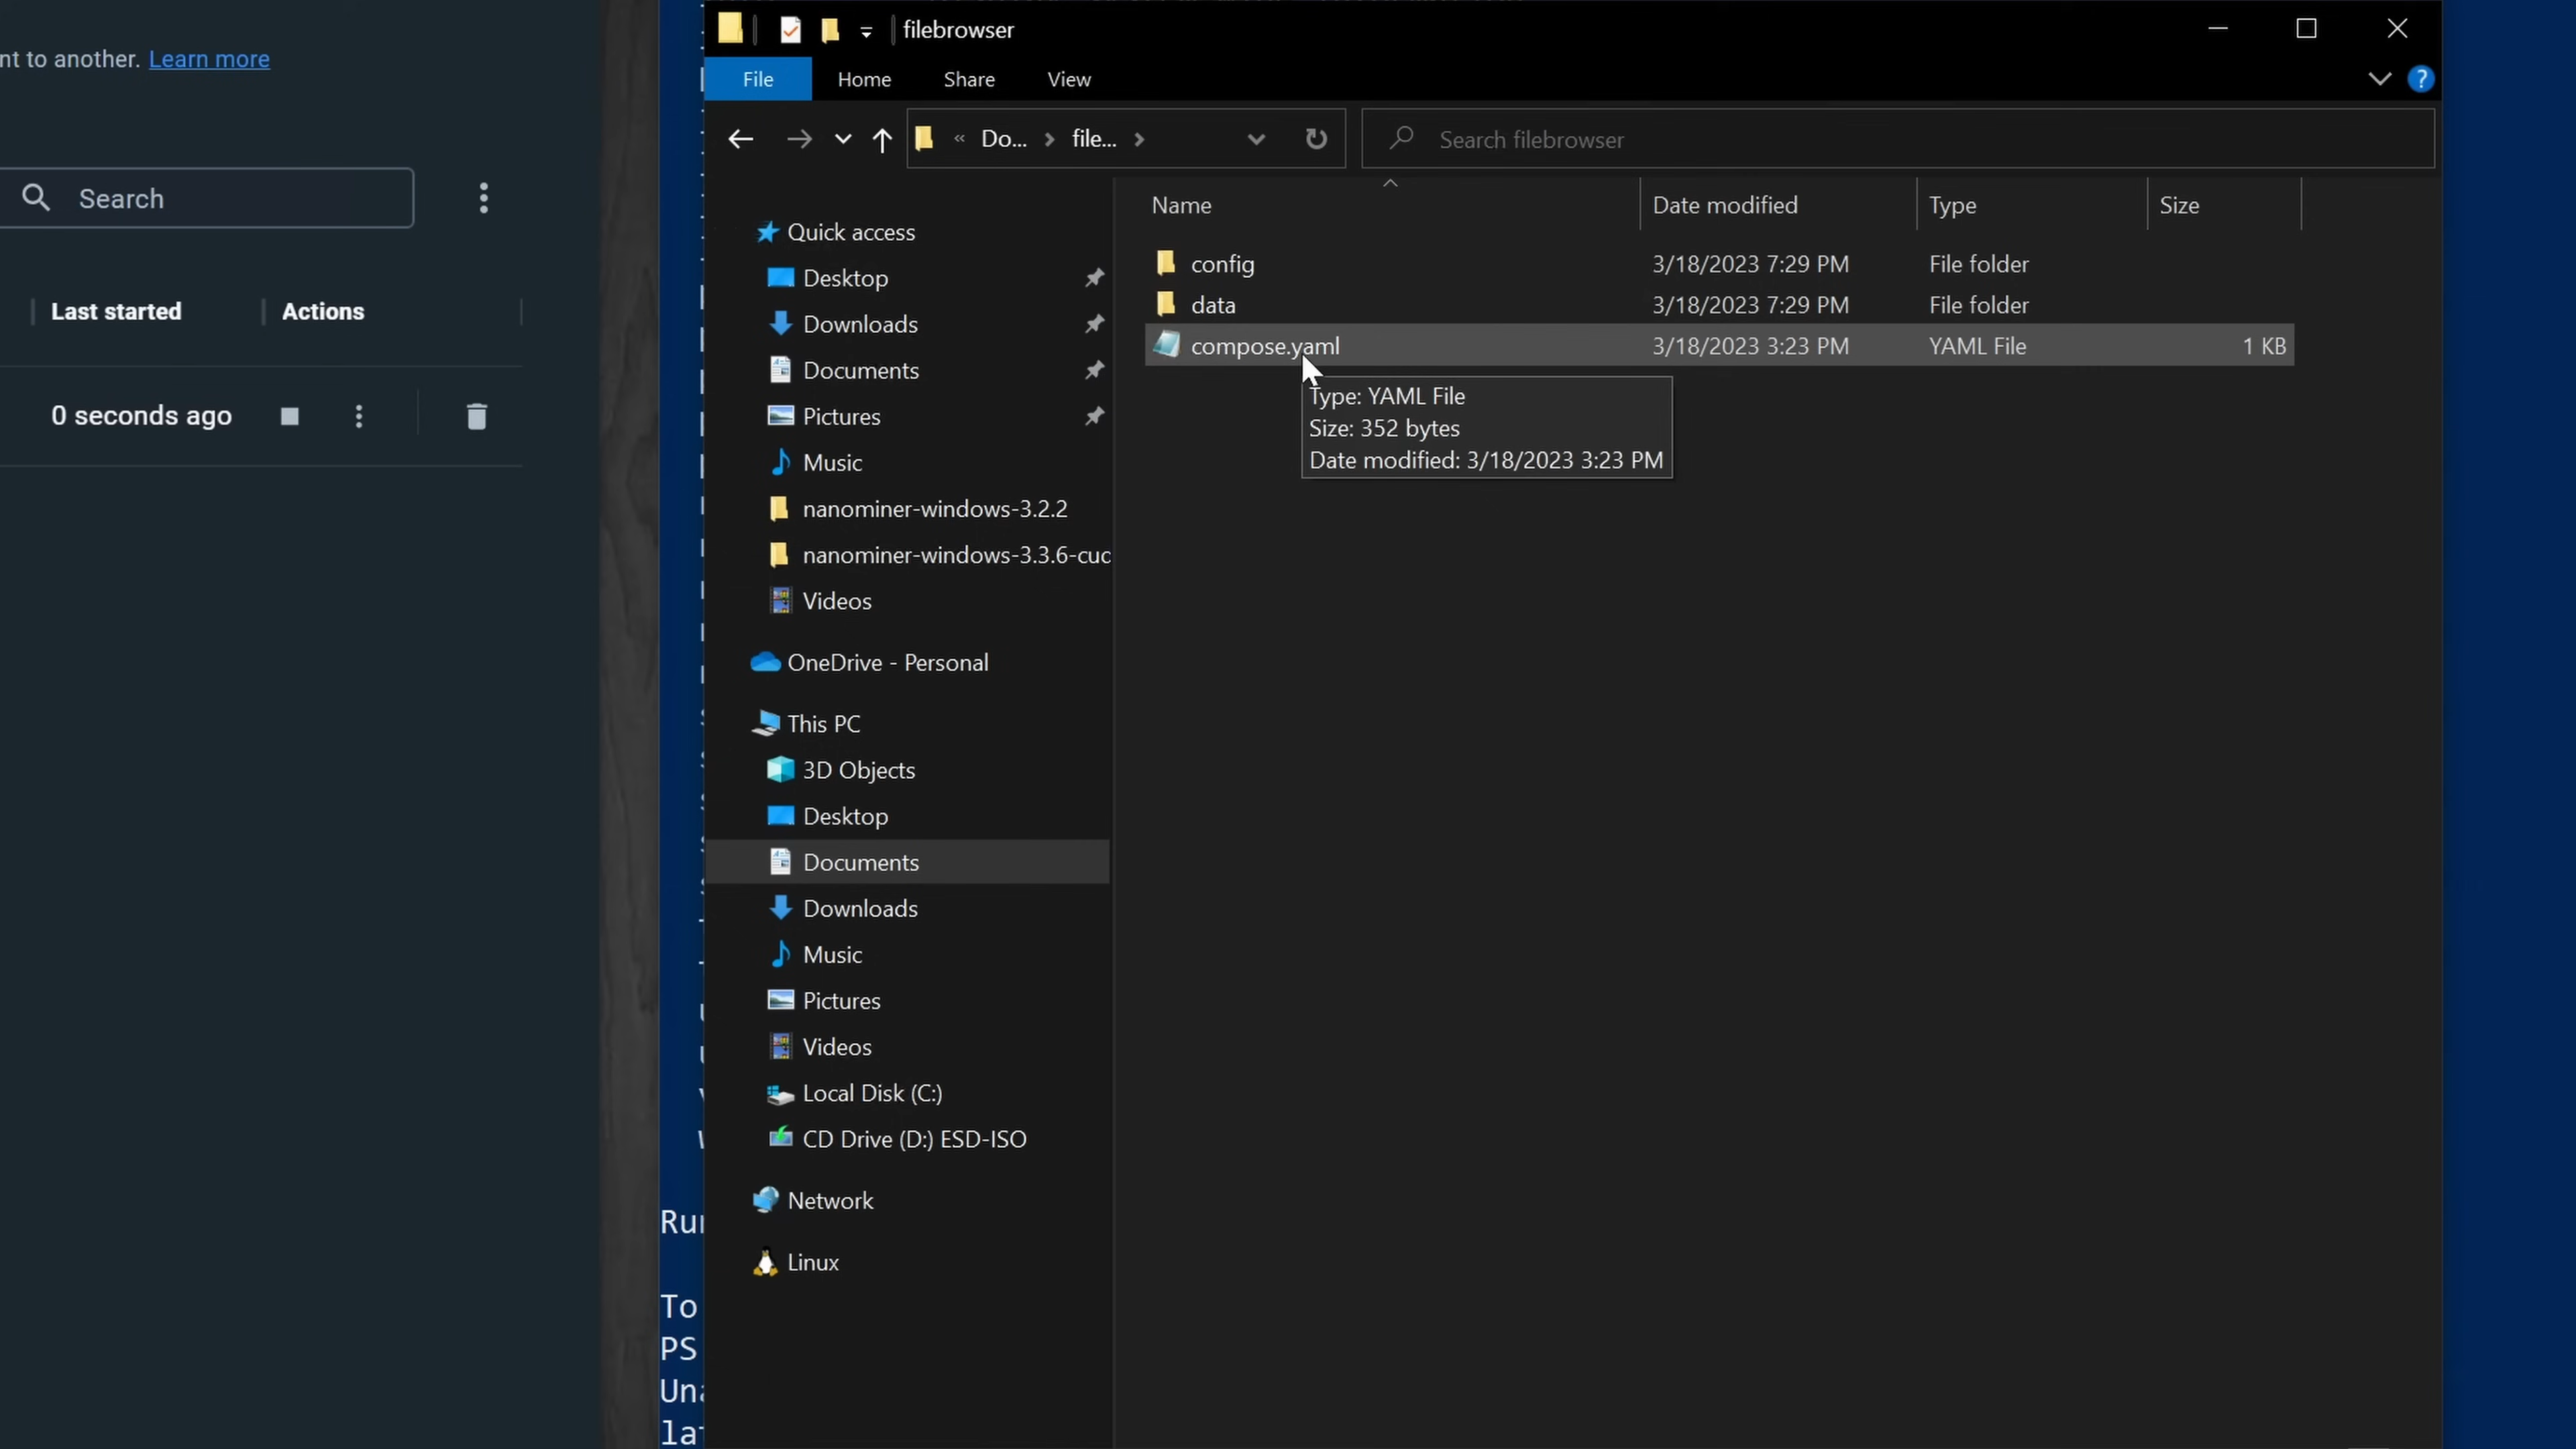 nt to another. Learn more
Search
Last started
Actions
0 seconds ago
filebrowser
File
Home
Share
View
?
« Do... › file... ›
Search filebrowser
Quick access
Desktop
Downloads
Documents
Pictures
Music
nanominer-windows-3.2.2
nanominer-windows-3.3.6-cuc
Videos
OneDrive - Personal
This PC
3D Objects
Desktop
Documents
Downloads
Music
Pictures
Videos
Local Disk (C:)
CD Drive (D:) ESD-ISO
Network
Linux
Name
Date modified
Type
Size
config
3/18/2023 7:29 PM
File folder
data
3/18/2023 7:29 PM
File folder
compose.yaml
3/18/2023 3:23 PM
YAML File
1 KB
Type: YAML File
Size: 352 bytes
Date modified: 3/18/2023 3:23 PM
To
PS